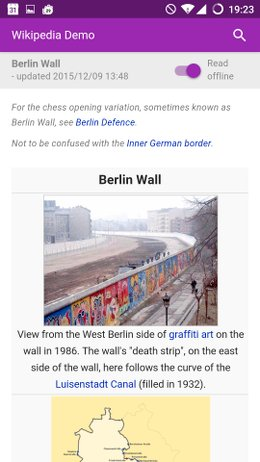 31
19:23
Wikipedia Demo
Berlin Wall
- updated 2015/12/09 13:48
Read
offline
For the chess opening variation, sometimes known as
Berlin Wall, see Berlin Defence.
Not to be confused with the Inner German border.
Berlin Wall
View from the West Berlin side of graffiti art on the
wall in 1986. The wall's "death strip", on the east
side of the wall, here follows the curve of the
Luisenstadt Canal (filled in 1932).